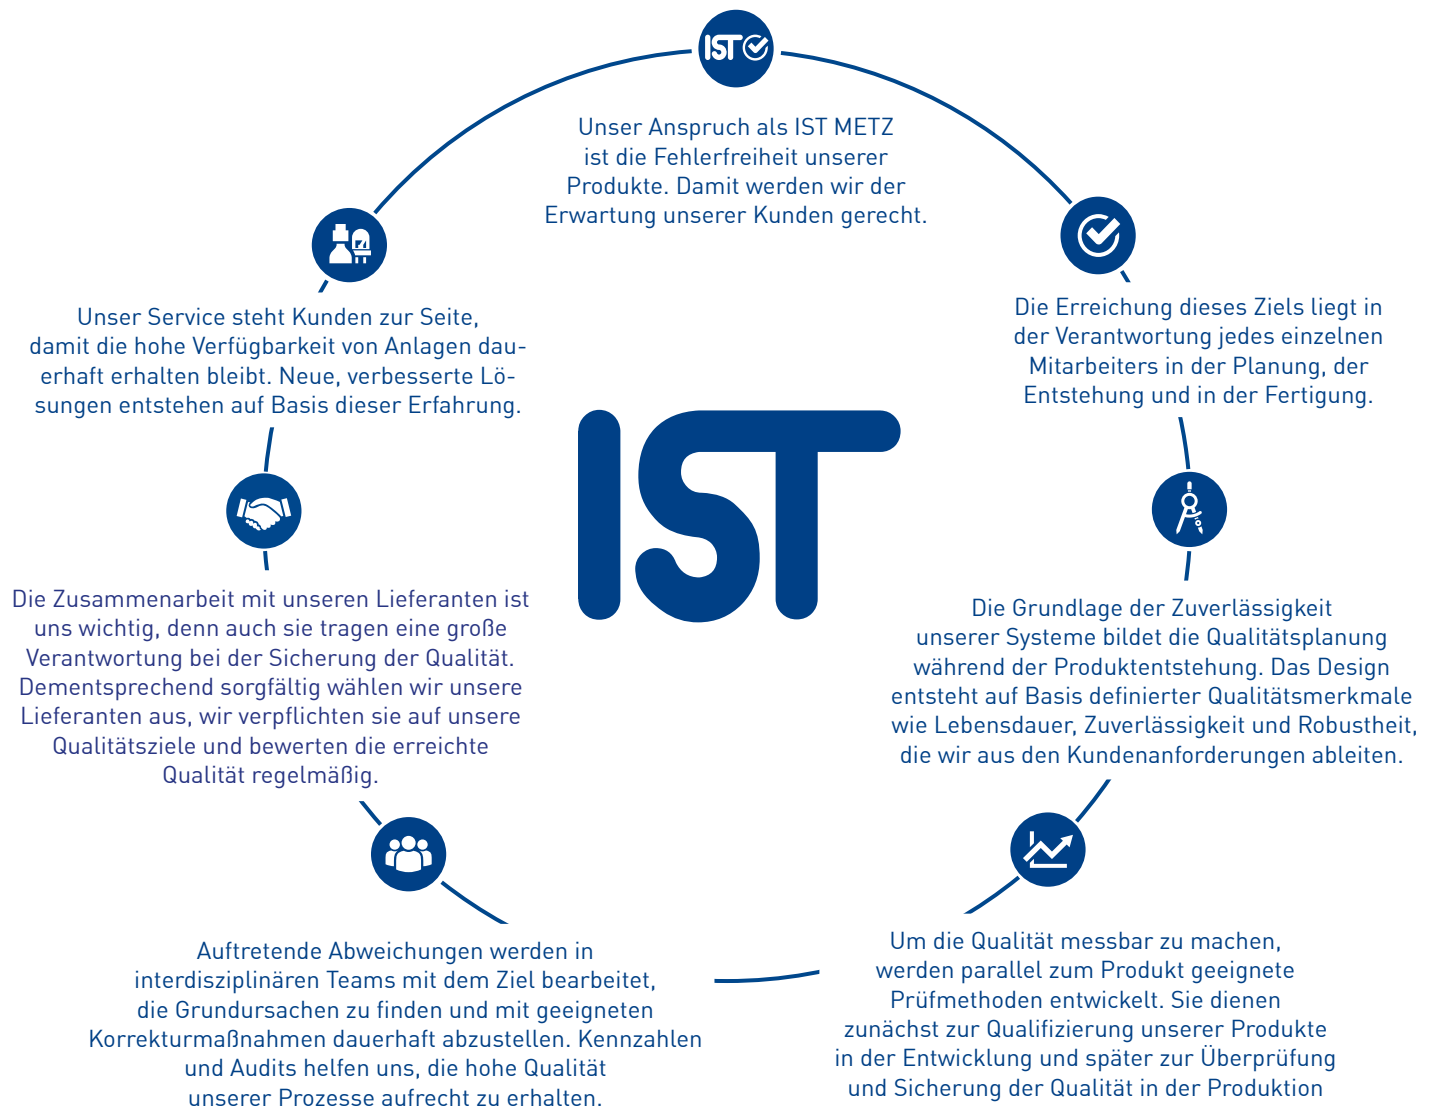 IST
Unser Anspruch als IST METZ
ist die Fehlerfreiheit unserer
Produkte. Damit werden wir der
Erwartung unserer Kunden gerecht.
Die Erreichung dieses Ziels liegt in
der Verantwortung jedes einzelnen
Mitarbeiters in der Planung, der
Entstehung und in der Fertigung.
Die Grundlage der Zuverlässigkeit
unserer Systeme bildet die Qualitätsplanung
während der Produktentstehung. Das Design
entsteht auf Basis definierter Qualitätsmerkmale
wie Lebensdauer, Zuverlässigkeit und Robustheit,
die wir aus den Kundenanforderungen ableiten.
Um die Qualität messbar zu machen,
werden parallel zum Produkt geeignete
Prüfmethoden entwickelt. Sie dienen
zunächst zur Qualifizierung unserer Produkte
in der Entwicklung und später zur Überprüfung
und Sicherung der Qualität in der Produktion
Auftretende Abweichungen werden in
interdisziplinären Teams mit dem Ziel bearbeitet,
die Grundursachen zu finden und mit geeigneten
Korrekturmaßnahmen dauerhaft abzustellen. Kennzahlen
und Audits helfen uns, die hohe Qualität
unserer Prozesse aufrecht zu erhalten.
Die Zusammenarbeit mit unseren Lieferanten ist
uns wichtig, denn auch sie tragen eine große
Verantwortung bei der Sicherung der Qualität.
Dementsprechend sorgfältig wählen wir unsere
Lieferanten aus, wir verpflichten sie auf unsere
Qualitätsziele und bewerten die erreichte
Qualität regelmäßig.
Unser Service steht Kunden zur Seite,
damit die hohe Verfügbarkeit von Anlagen dau-
erhaft erhalten bleibt. Neue, verbesserte Lö-
sungen entstehen auf Basis dieser Erfahrung.
IST